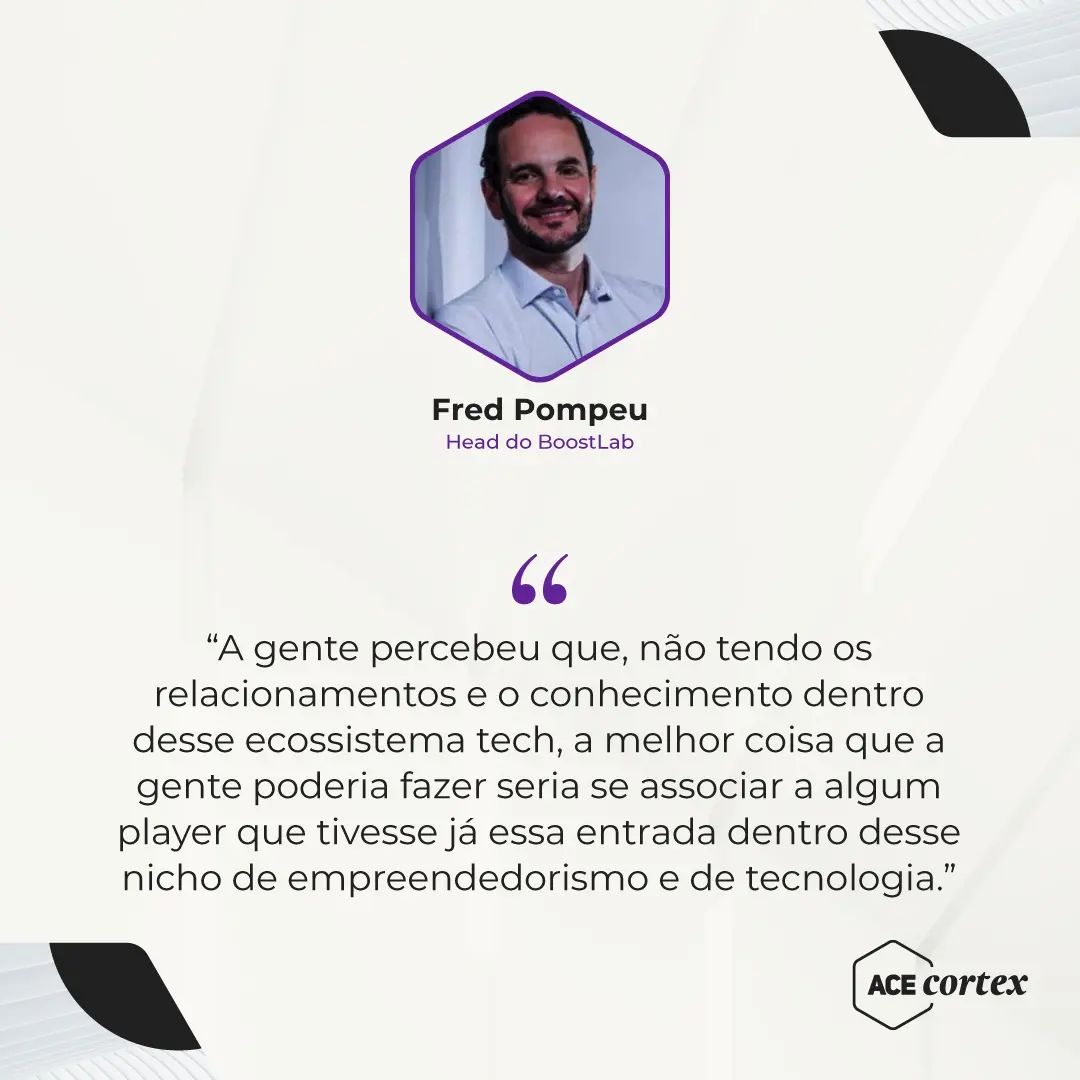 Fred Pompeu
Head do BoostLab
“
“A gente percebeu que, não tendo os
relacionamentos e o conhecimento dentro
desse ecossistema tech, a melhor coisa que a
gente poderia fazer seria se associar a algum
player que tivesse já essa entrada dentro desse
nicho de empreendedorismo e de tecnologia.”
ACE cortex